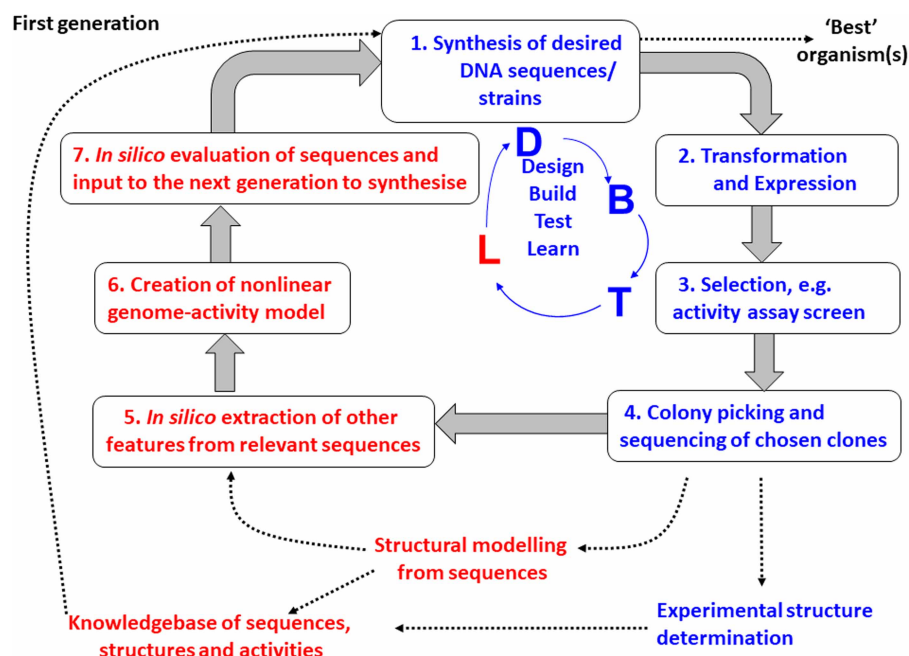 First generation
'Best'
organism(s)
1. Synthesis of desired
DNA sequences/
strains
2. Transformation
and Expression
3. Selection, e.g.
activity assay screen
4. Colony picking and
sequencing of chosen clones
5. In silico extraction of other
features from relevant sequences
6. Creation of nonlinear
genome-activity model
7. In silico evaluation of sequences and
input to the next generation to synthesise
D
Design
Build
Test
Learn
B
T
L
Structural modelling
from sequences
Knowledgebase of sequences,
structures and activities
Experimental structure
determination